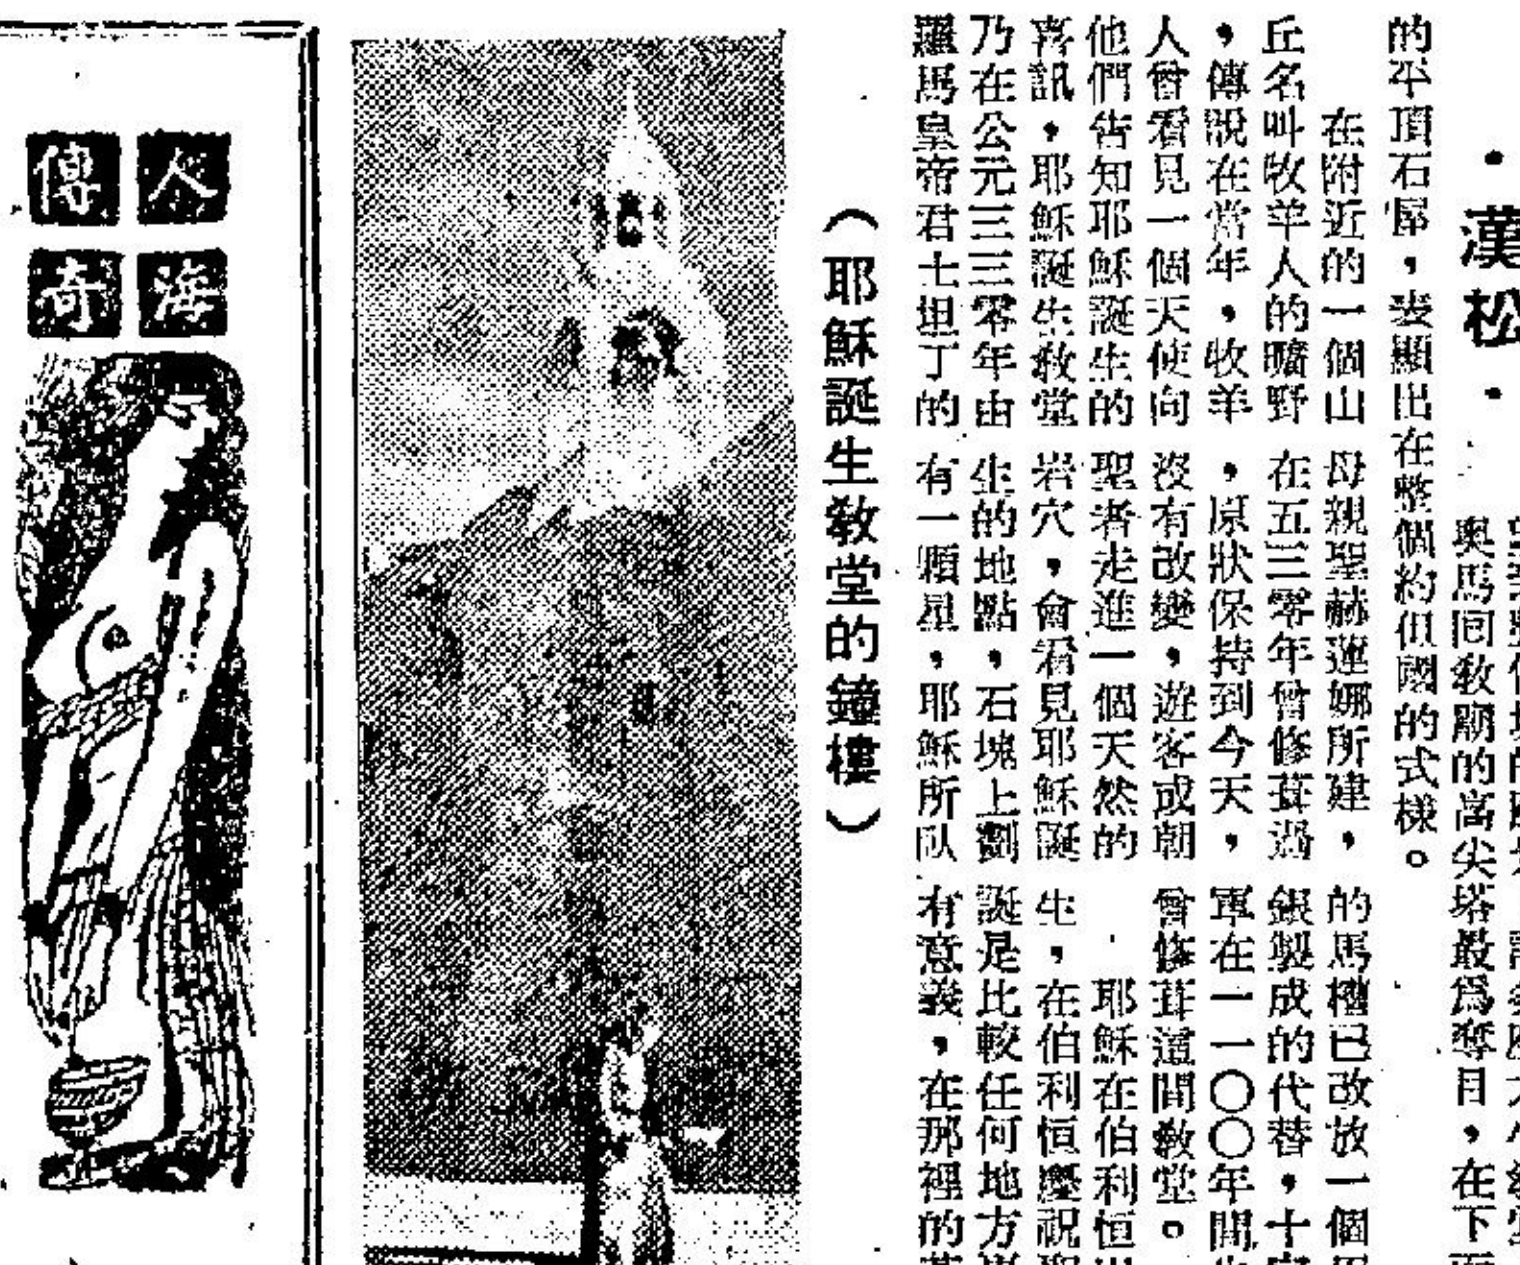 ·漢松·
奧馬回敎廟的高尖塔最爲奪目，在下
的平頂石屋，表顯出在整個約但國的式樣。
在附近的一個山
丘名叫牧羊人的曠野
，傳說在當年，牧羊
人曾看見一個天使向
他們告知耶穌誕生的
喜訊，耶穌誕生敎堂
乃在公元三三零年由
羅馬皇帝君士坦丁的
母親聖赫蓮娜所建，
在五三零年曾修葺過
，原狀保持到今天，
沒有改變，遊客或朝
聖者走進一個天然的
岩穴，會看見耶穌誕
生的地點，石塊上劃
有一顆星，耶穌所臥
的馬槽已改放一個
銀製成的代替，十
軍在一一〇〇年間
曾修葺這間敎堂。
耶穌在伯利恒
生，在伯利恒慶祝
誕是比較任何地方
有意義，在那裡的
（耶穌誕生敎堂的鐘樓）
人海
傳奇